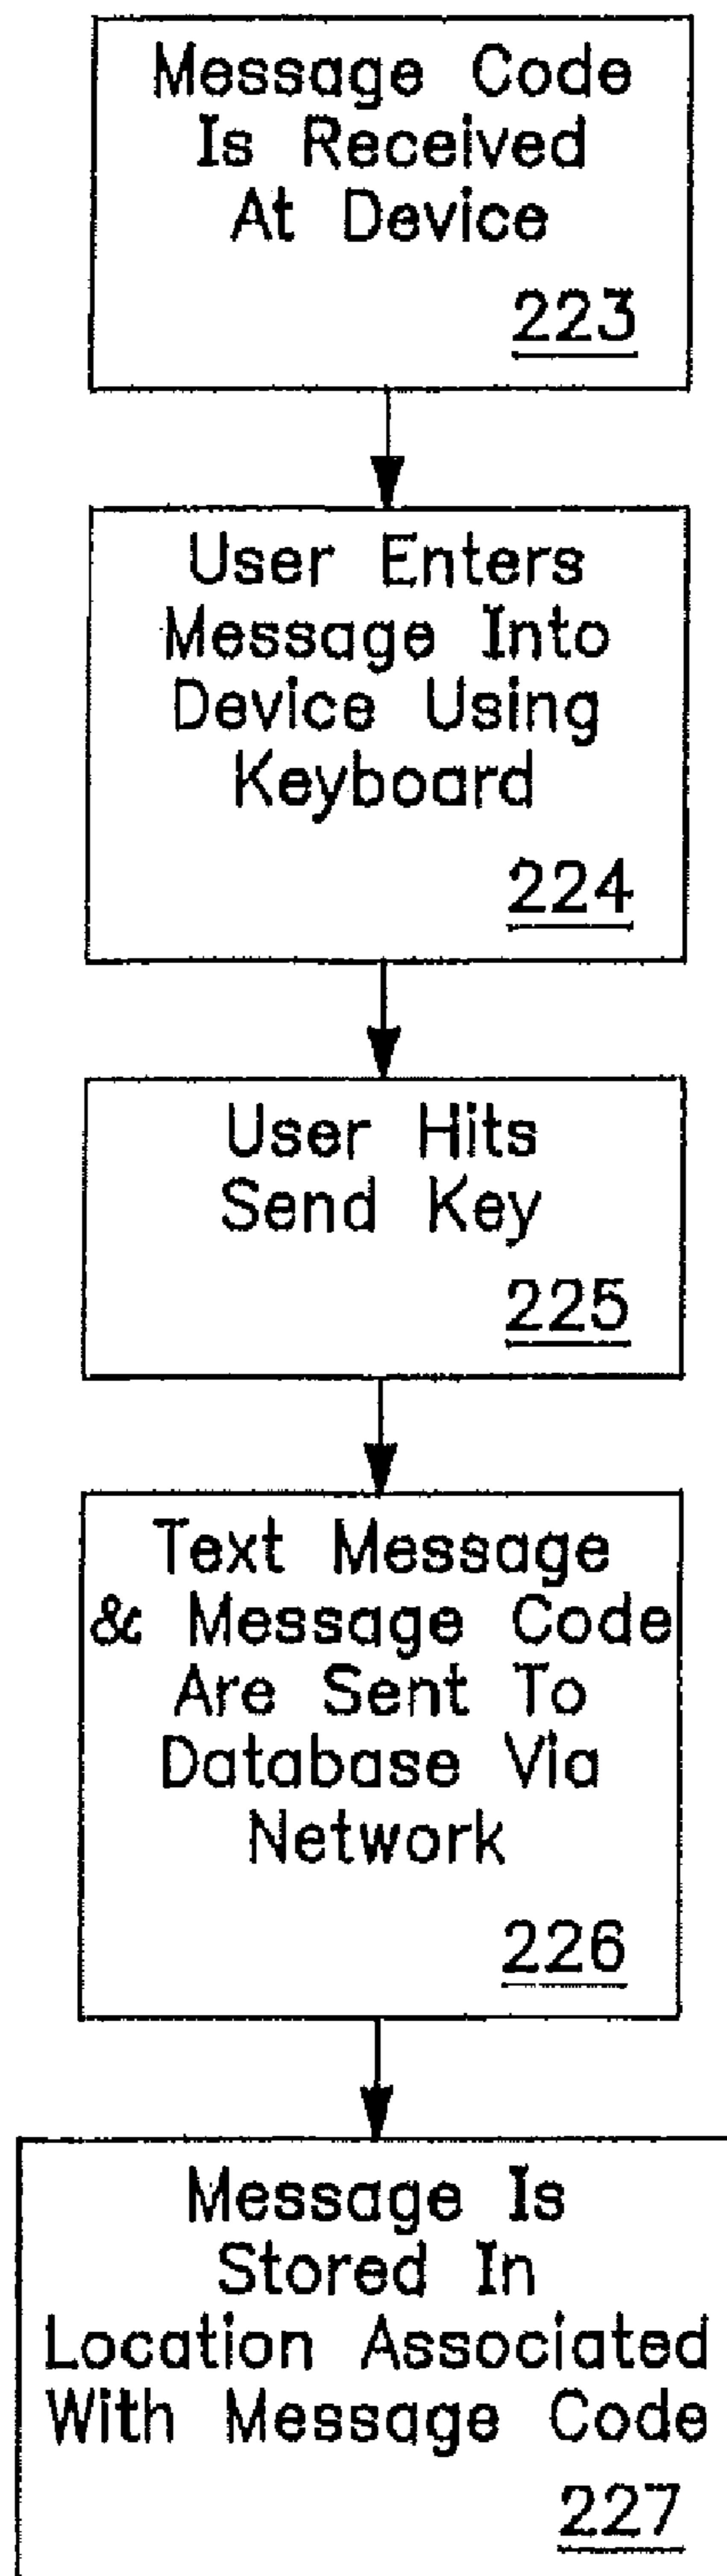 Message Code
Is Received
At Device
223
User Enters
Message Into
Device Using
Keyboard
224
User Hits
Send Key
225
Text Message
& Message Code
Are Sent To
Database Via
Network
226
Message Is
Stored In
Location Associated
With Message Code
227